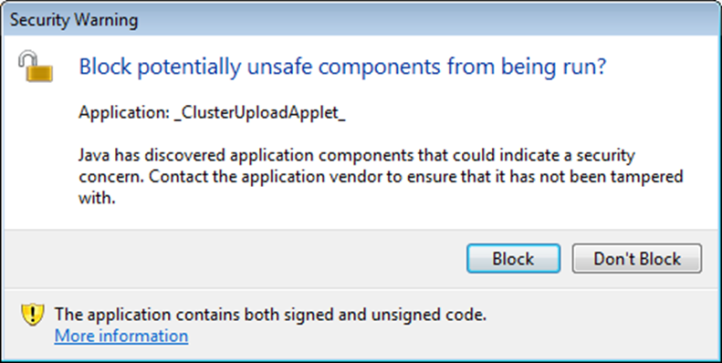 Security Warning
Block potentially unsafe components from being run?
Application: _ClusterUploadApplet_
Java has discovered application components that could indicate a security
concern. Contact the application vendor to ensure that it has not been tampered
with.
Block
Don't Block
The application contains both signed and unsigned code.
More information